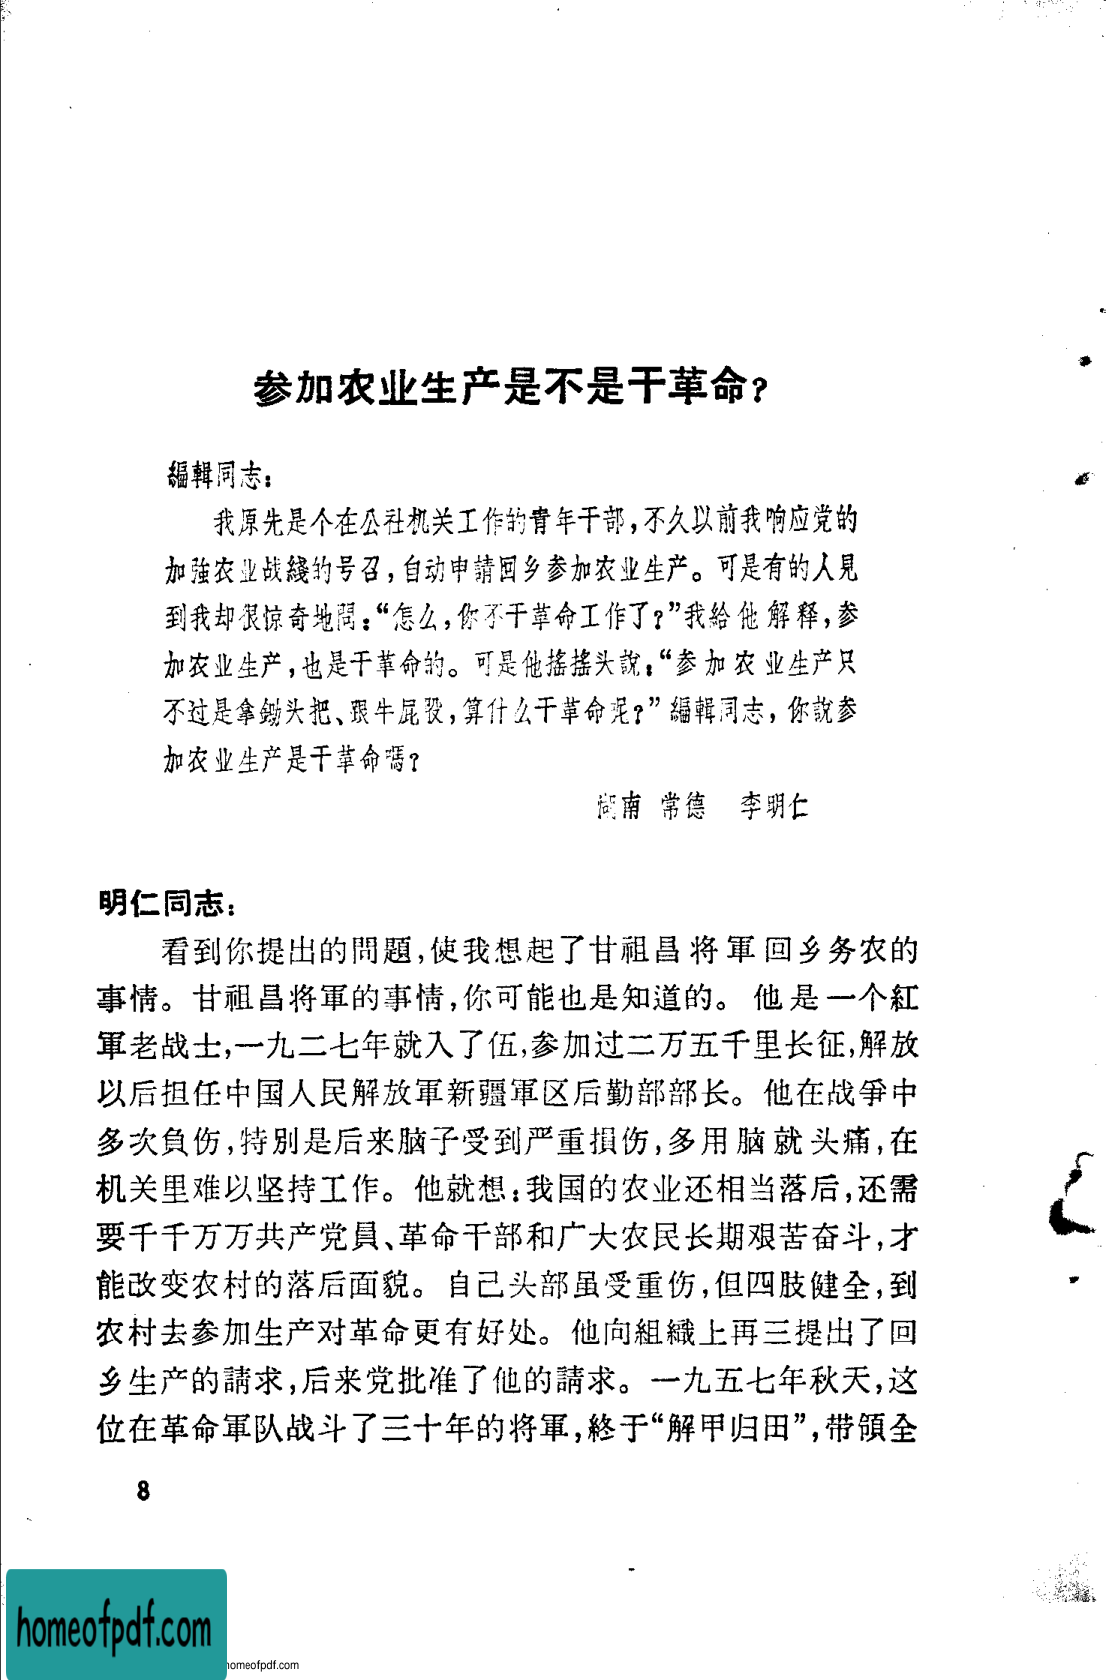 参加农业生产是不是干革命?
編輯同志:
我原先是个在公社机关工作的青年干部,不久以前我响应党的
加强农业战綫的号召,自动申請回乡参加农业生产。可是有的人見
到我却很惊奇地問:“怎么,你不干革命工作了?”我給他解释,参
加农业生产,也是干革命的。可是他搖搖头說:“参加农业生产只
不过是拿鋤头把、跟牛屁股,算什么干革命呢?”編輯同志,你說参
加农业生产是干革命嗎?
湖南 常德 李明仁
明仁同志:
看到你提出的問題,使我想起了甘祖昌将軍回乡务农的
事情。甘祖昌将軍的事情,你可能也是知道的。他是一个紅
軍老战士,一九二七年就入了伍,参加过二万五千里长征,解放
以后担任中国人民解放軍新疆軍区后勤部部长。他在战爭中
多次負伤,特別是后来脑子受到严重損伤,多用脑就头痛,在
机关里难以坚持工作。他就想:我国的农业还相当落后,还需
要千千万万共产党員、革命干部和广大农民长期艰苦奋斗,才
能改变农村的落后面貌。自己头部虽受重伤,但四肢健全,到
农村去参加生产对革命更有好处。他向組織上再三提出了回
乡生产的請求,后来党批准了他的請求。一九五七年秋天,这
位在革命軍队战斗了三十年的将軍,終于“解甲归田”,带領全
8
homeofpdf.com
homeofpdf.com